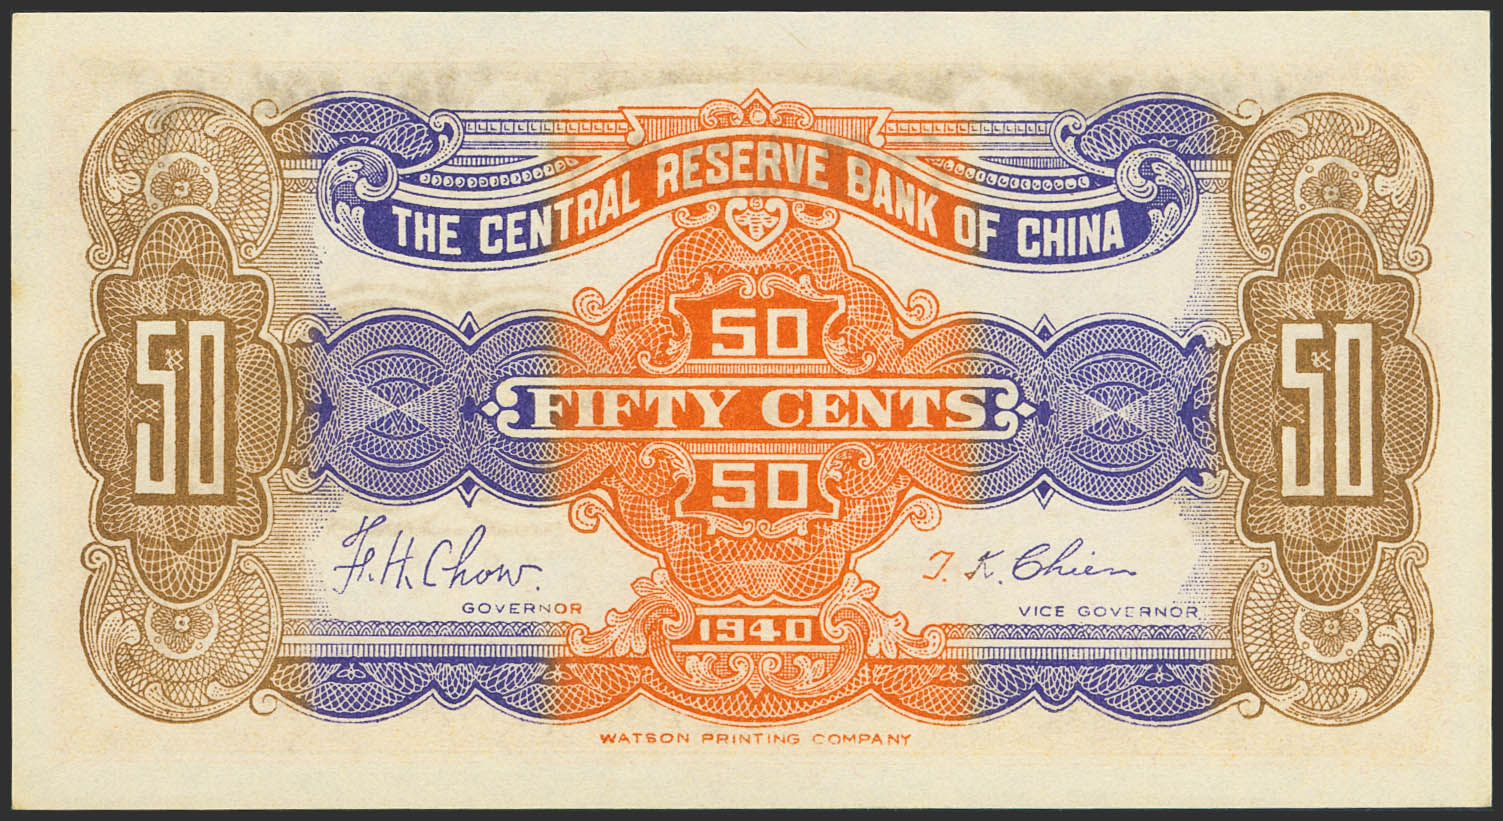 THE CENTRAL RESERVE BANK OF CHINA
50
50
50
FIFTY CENTS
50
F.H. Chow.
T. K. Chien
GOVERNOR
VICE GOVERNOR
1940
WATSON PRINTING COMPANY